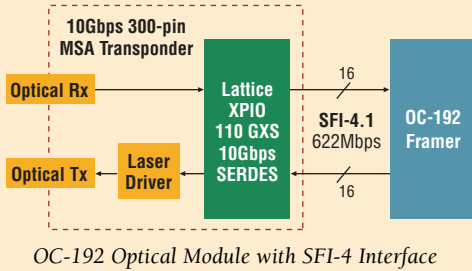 10Gbps 300-pin
MSA Transponder
Optical Rx
Lattice
XPIO
110 GXS
10Gbps
SERDES
16
SFI-4.1
622Mbps
16
OC-192
Framer
Laser
Driver
Optical Tx
OC-192 Optical Module with SFI-4 Interface